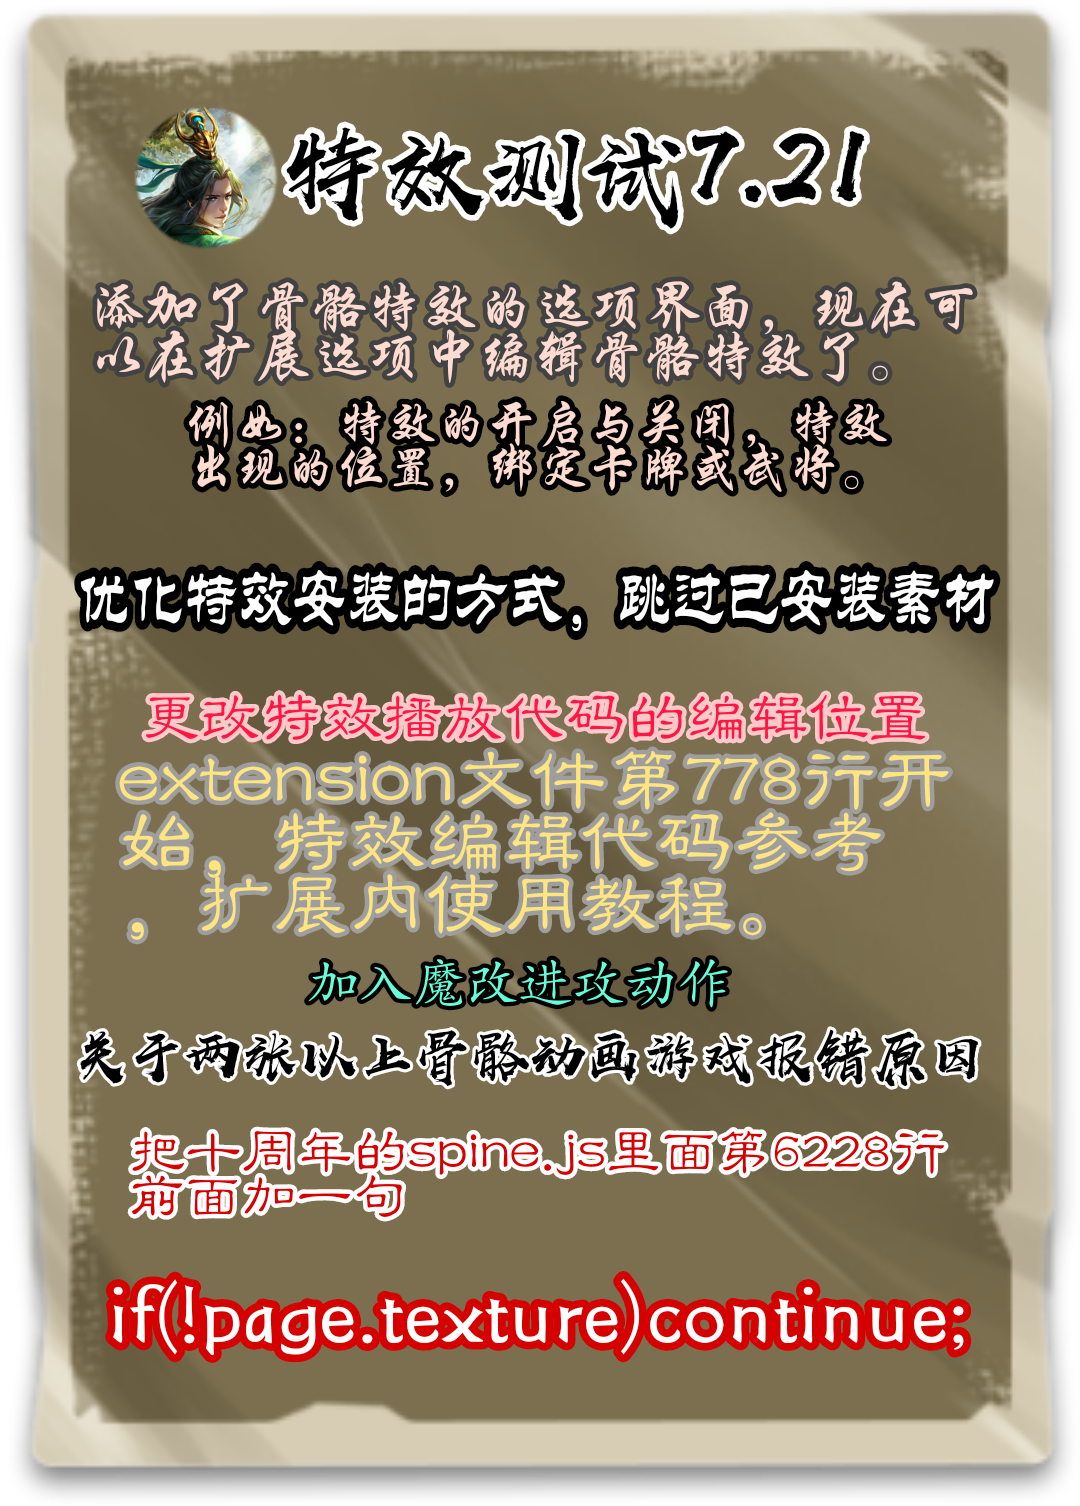 特效测试7.21
添加了骨骼特效的选项界面，现在可
以在扩展选项中编辑骨骼特效了。
例如：特效的开启与关闭，特效
出现的位置，绑定卡牌或武将。
优化特效安装的方式，跳过已安装素材
更改特效播放代码的编辑位置
extension文件第778行开
始，特效编辑代码参考
，扩展内使用教程。
加入魔改进攻动作
关于两张以上骨骼动画游戏报错原因
把十周年的spine.js里面第6228行
前面加一句
if(!page.texture)continue;